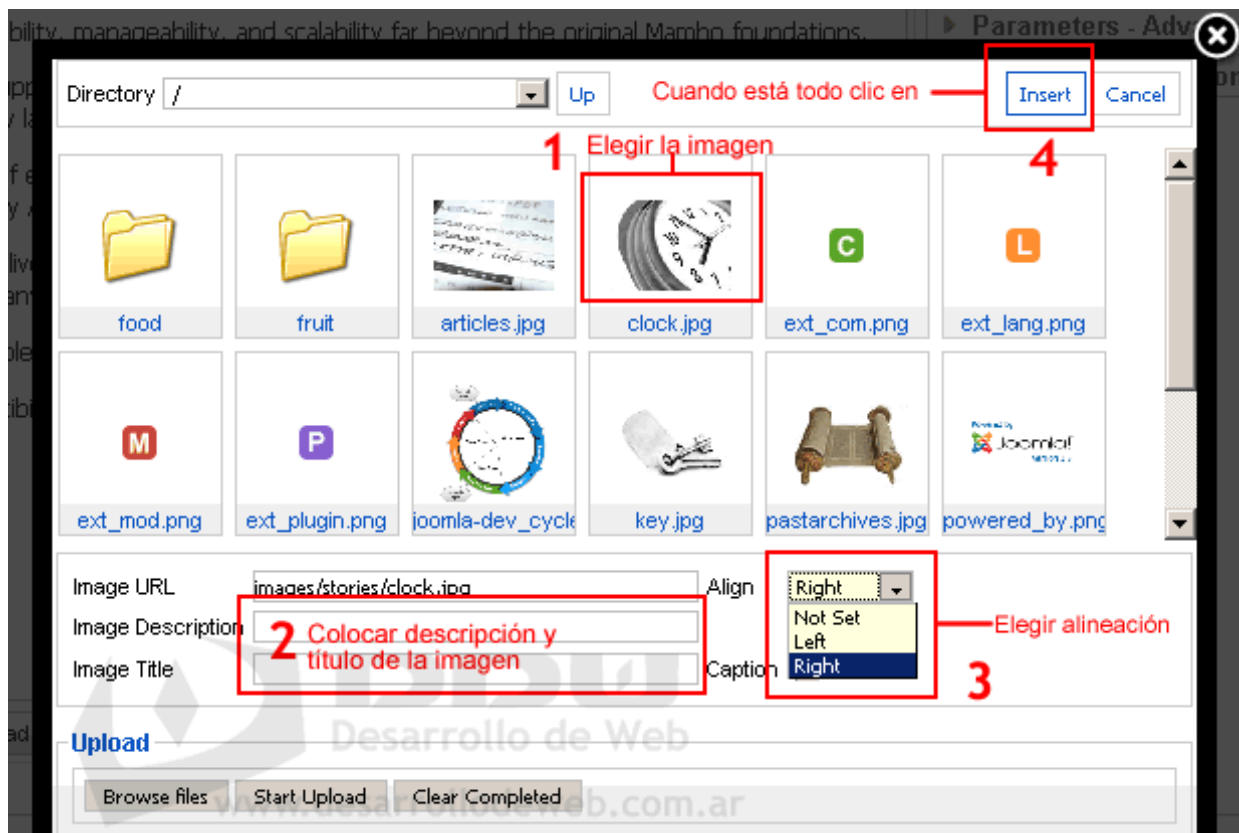 bility, manageability, and scalability far beyond the original Mambo foundations.
Parameters - Adv
Directory / Up
Cuando está todo clic en
Insert Cancel
1 Elegir la imagen
4
food fruit articles.jpg clock.jpg ext_com.png ext_lang.png
C L
M P
Powered by
Joomla!
ext_mod.png ext_plugin.png joomla-dev_cycle key.jpg pastarchives.jpg powered_by.png
Image URL images/stories/clock.jpg Align Right
Not Set
Left
Right
Image Description
2 Colocar descripción y
título de la imagen
Elegir alineación
3
Image Title Caption
Desarrollo de Web
Upload
Browse files Start Upload Clear Completed
www.desarrollodeweb.com.ar